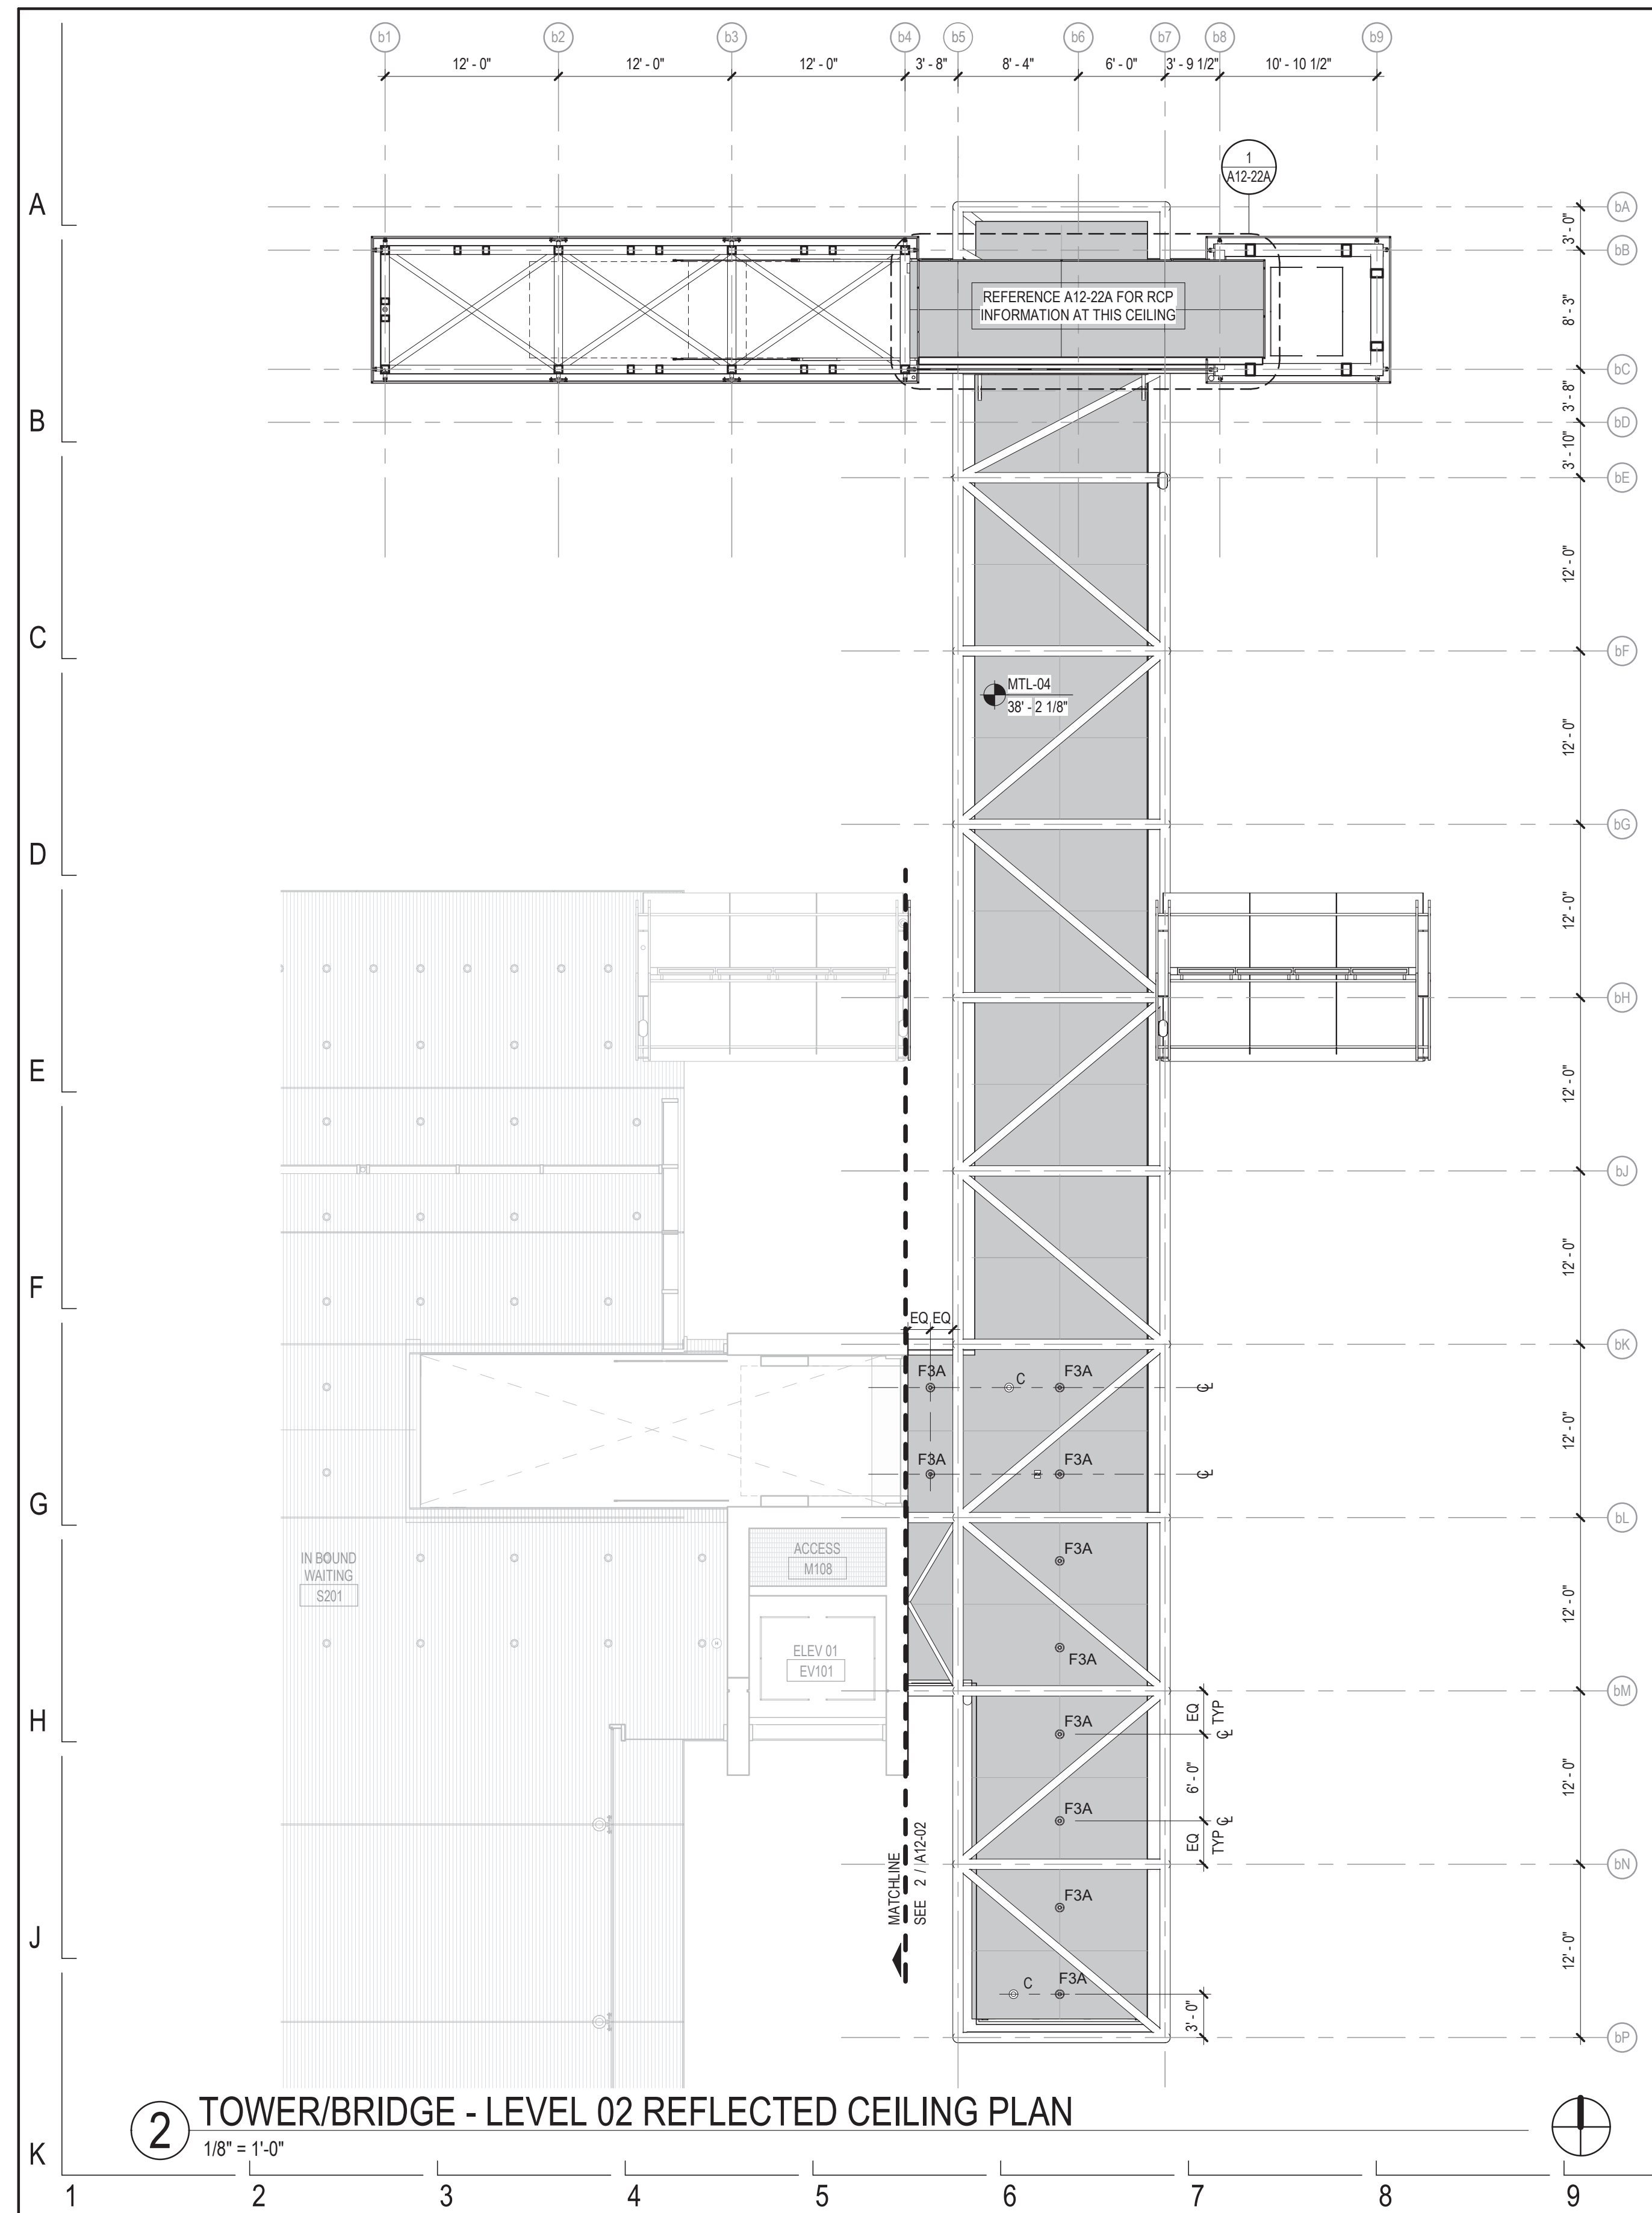 b1 b2 b3 b4 b5 b6 b7 b8 b9
12' - 0" 12' - 0" 12' - 0" 3' - 8" 8' - 4" 6' - 0" 3' - 9 1/2" 10' - 10 1/2"
1
A12-22A
A
bA
3' - 0"
bB
REFERENCE A12-22A FOR RCP
INFORMATION AT THIS CEILING
8' - 3"
bC
3' - 8"
B
bD
3' - 10"
bE
12' - 0"
C
bF
MTL-04
38' - 2 1/8"
12' - 0"
bG
D
12' - 0"
bH
E
12' - 0"
bJ
12' - 0"
F
EQ EQ
bK
F3A C F3A
CL
12' - 0"
F3A F3A
CL
G
bL
IN BOUND
WAITING
S201
ACCESS
M108
F3A
12' - 0"
ELEV 01
EV101
F3A
bM
H
F3A
EQ
TYP
CL
12' - 0"
6' - 0"
F3A
CL
EQ
TYP
MATCHLINE
SEE 2 / A12-02
bN
F3A
J
12' - 0"
C F3A
3' - 0"
bP
2 TOWER/BRIDGE - LEVEL 02 REFLECTED CEILING PLAN
1/8" = 1'-0"
K
1 2 3 4 5 6 7 8 9